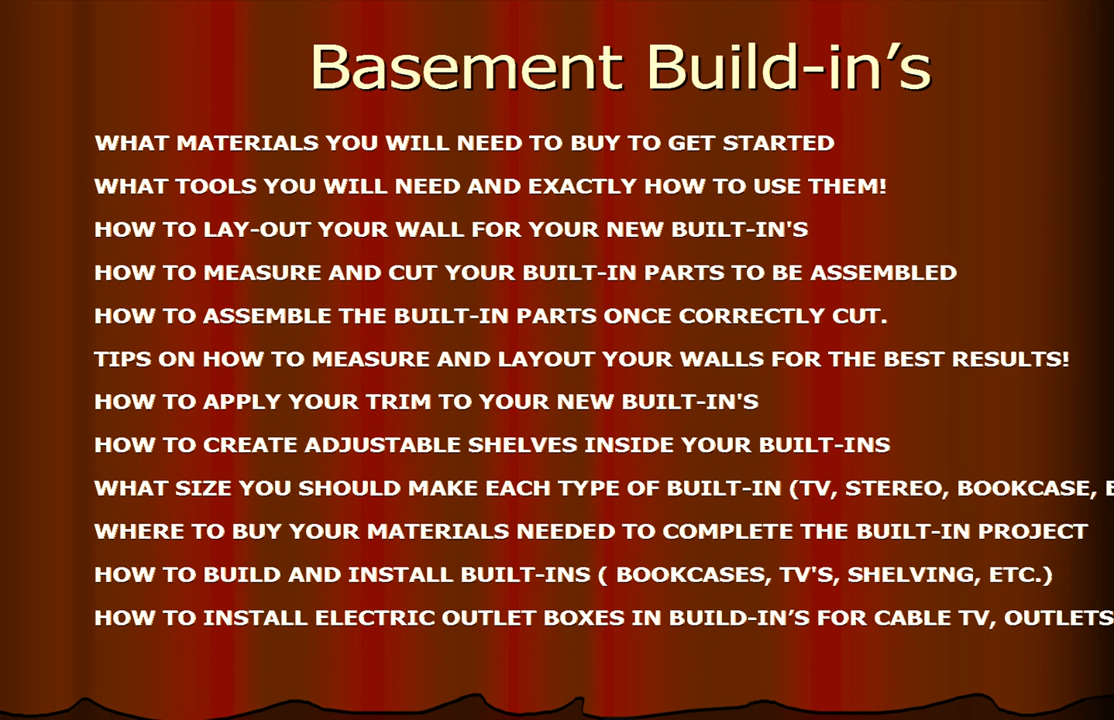 Basement Build-in’s
WHAT MATERIALS YOU WILL NEED TO BUY TO GET STARTED
WHAT TOOLS YOU WILL NEED AND EXACTLY HOW TO USE THEM!
HOW TO LAY-OUT YOUR WALL FOR YOUR NEW BUILT-IN'S
HOW TO MEASURE AND CUT YOUR BUILT-IN PARTS TO BE ASSEMBLED
HOW TO ASSEMBLE THE BUILT-IN PARTS ONCE CORRECTLY CUT.
TIPS ON HOW TO MEASURE AND LAYOUT YOUR WALLS FOR THE BEST RESULTS!
HOW TO APPLY YOUR TRIM TO YOUR NEW BUILT-IN'S
HOW TO CREATE ADJUSTABLE SHELVES INSIDE YOUR BUILT-INS
WHAT SIZE YOU SHOULD MAKE EACH TYPE OF BUILT-IN (TV, STEREO, BOOKCASE,
WHERE TO BUY YOUR MATERIALS NEEDED TO COMPLETE THE BUILT-IN PROJECT
HOW TO BUILD AND INSTALL BUILT-INS ( BOOKCASES, TV'S, SHELVING, ETC.)
HOW TO INSTALL ELECTRIC OUTLET BOXES IN BUILD-IN’S FOR CABLE TV, OUTLETS